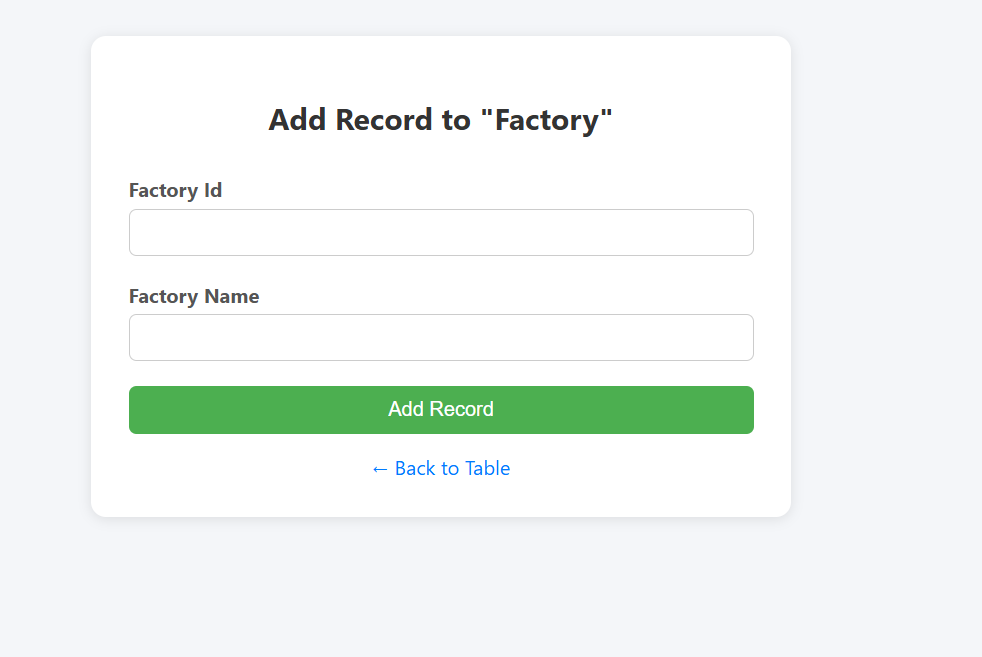 Add Record to "Factory"
Factory Id
Factory Name
Add Record
← Back to Table